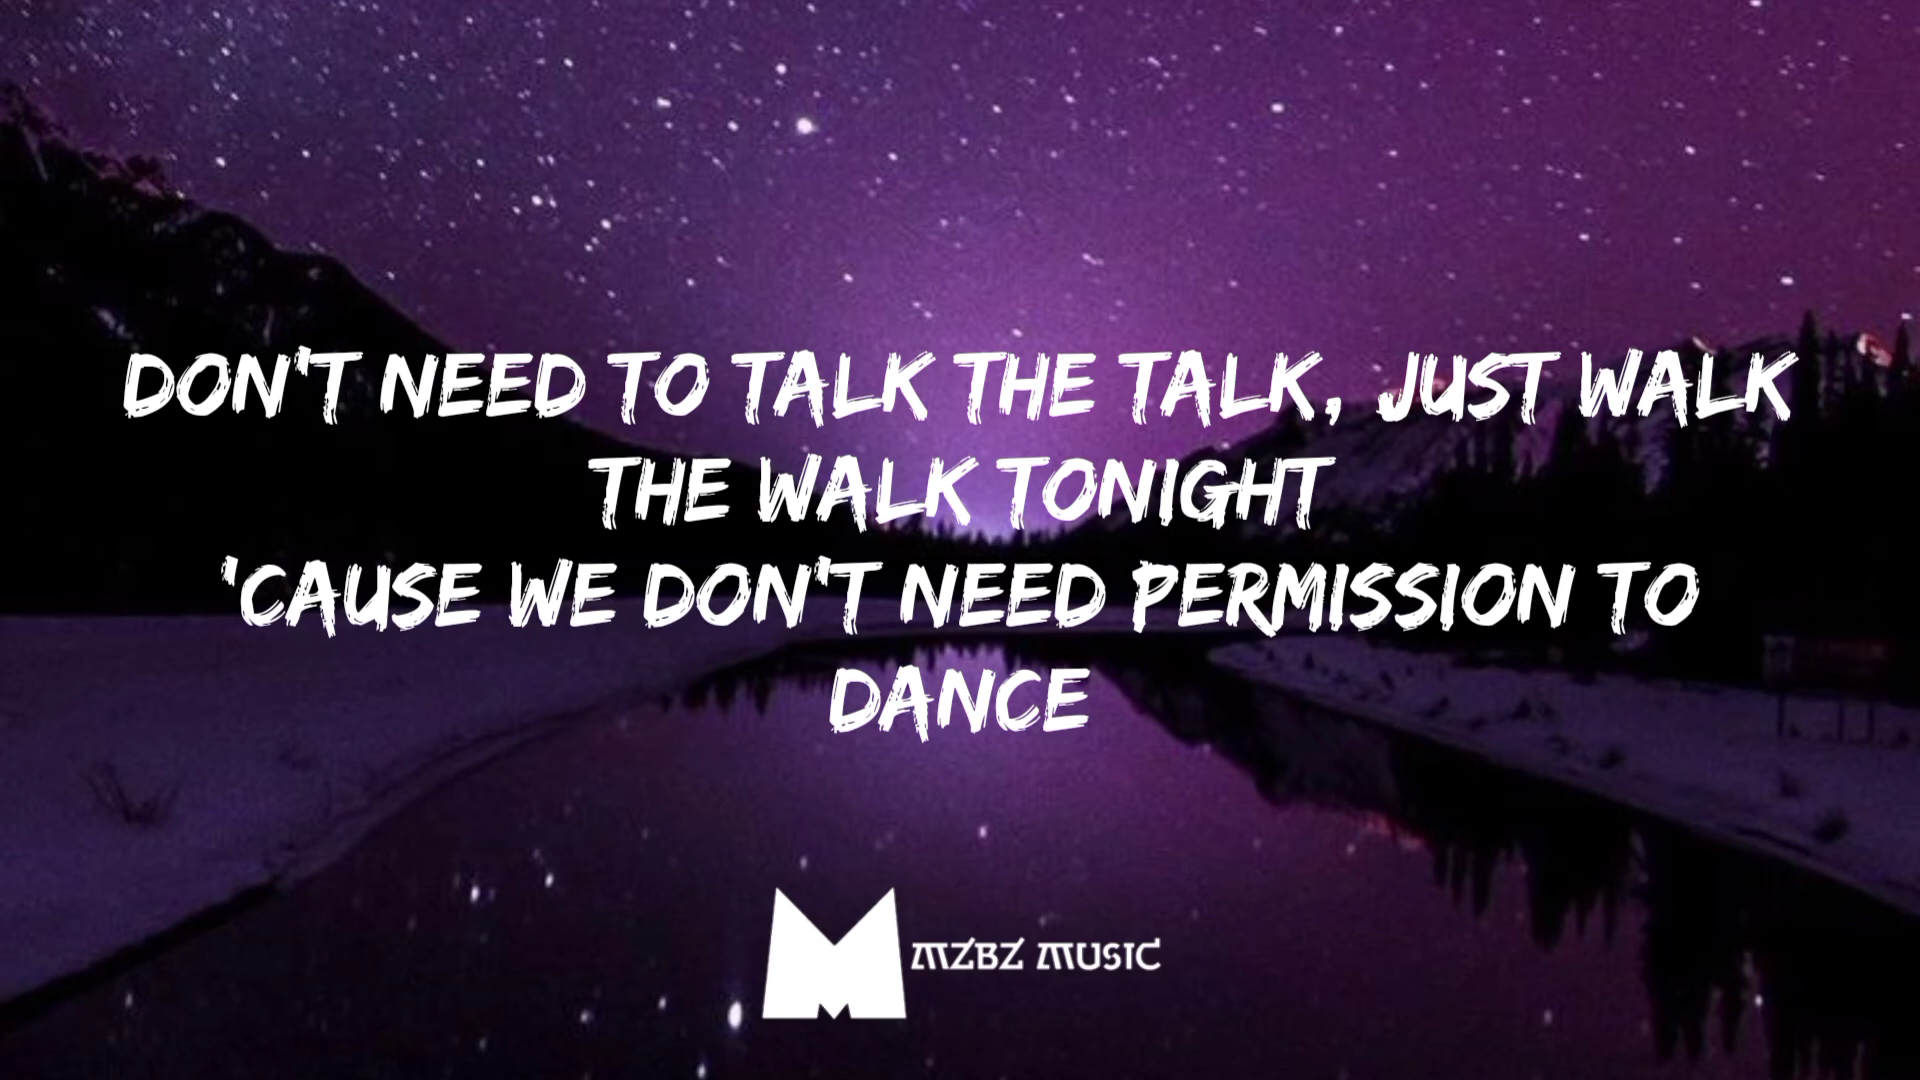 DON'T NEED TO TALK THE TALK, JUST WALK
THE WALK TONIGHT
'CAUSE WE DON'T NEED PERMISSION TO
DANCE
MZBZ MUSIC